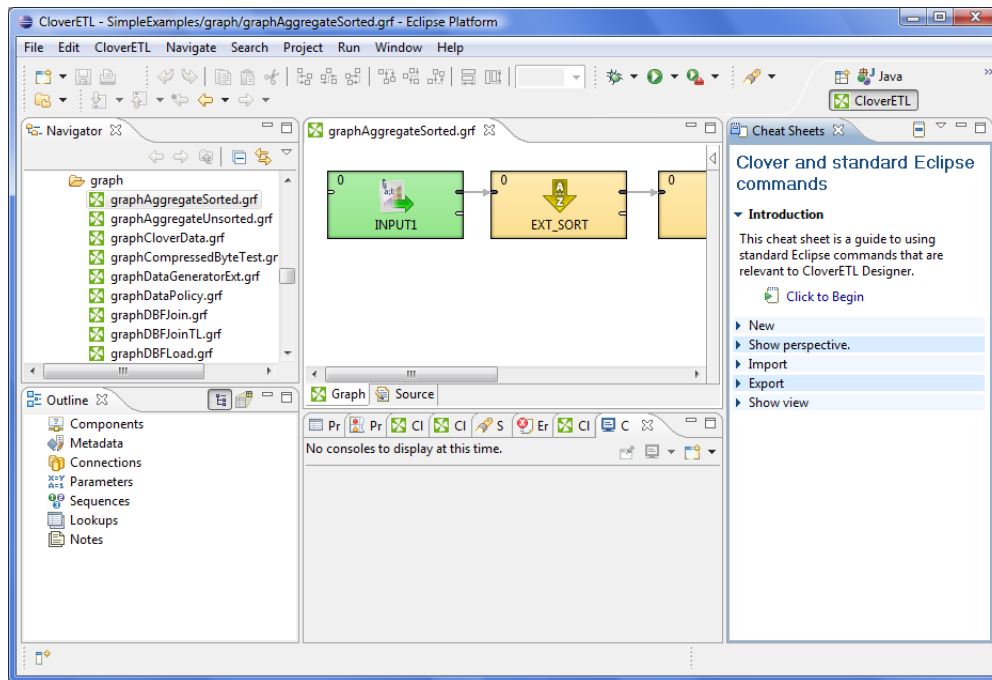 CloverETL - SimpleExamples/graph/graphAggregateSorted.grf - Eclipse Platform
File Edit CloverETL Navigate Search Project Run Window Help
Java
CloverETL
Navigator
graph
graphAggregateSorted.grf
graphAggregateUnsorted.grf
graphCloverData.grf
graphCompressedByteTest.gr
graphDataGeneratorExt.grf
graphDataPolicy.grf
graphDBFJoin.grf
graphDBFJoinTL.grf
graphDBFLoad.grf
Outline
Components
Metadata
Connections
X=Y
A=1
Parameters
Sequences
Lookups
Notes
graphAggregateSorted.grf
0
INPUT1
0
A
Z
EXT_SORT
0
Graph Source
Pr Pr Cl Cl S Er Cl C
No consoles to display at this time.
Cheat Sheets
Clover and standard Eclipse
commands
Introduction
This cheat sheet is a guide to using
standard Eclipse commands that are
relevant to CloverETL Designer.
Click to Begin
New
Show perspective.
Import
Export
Show view